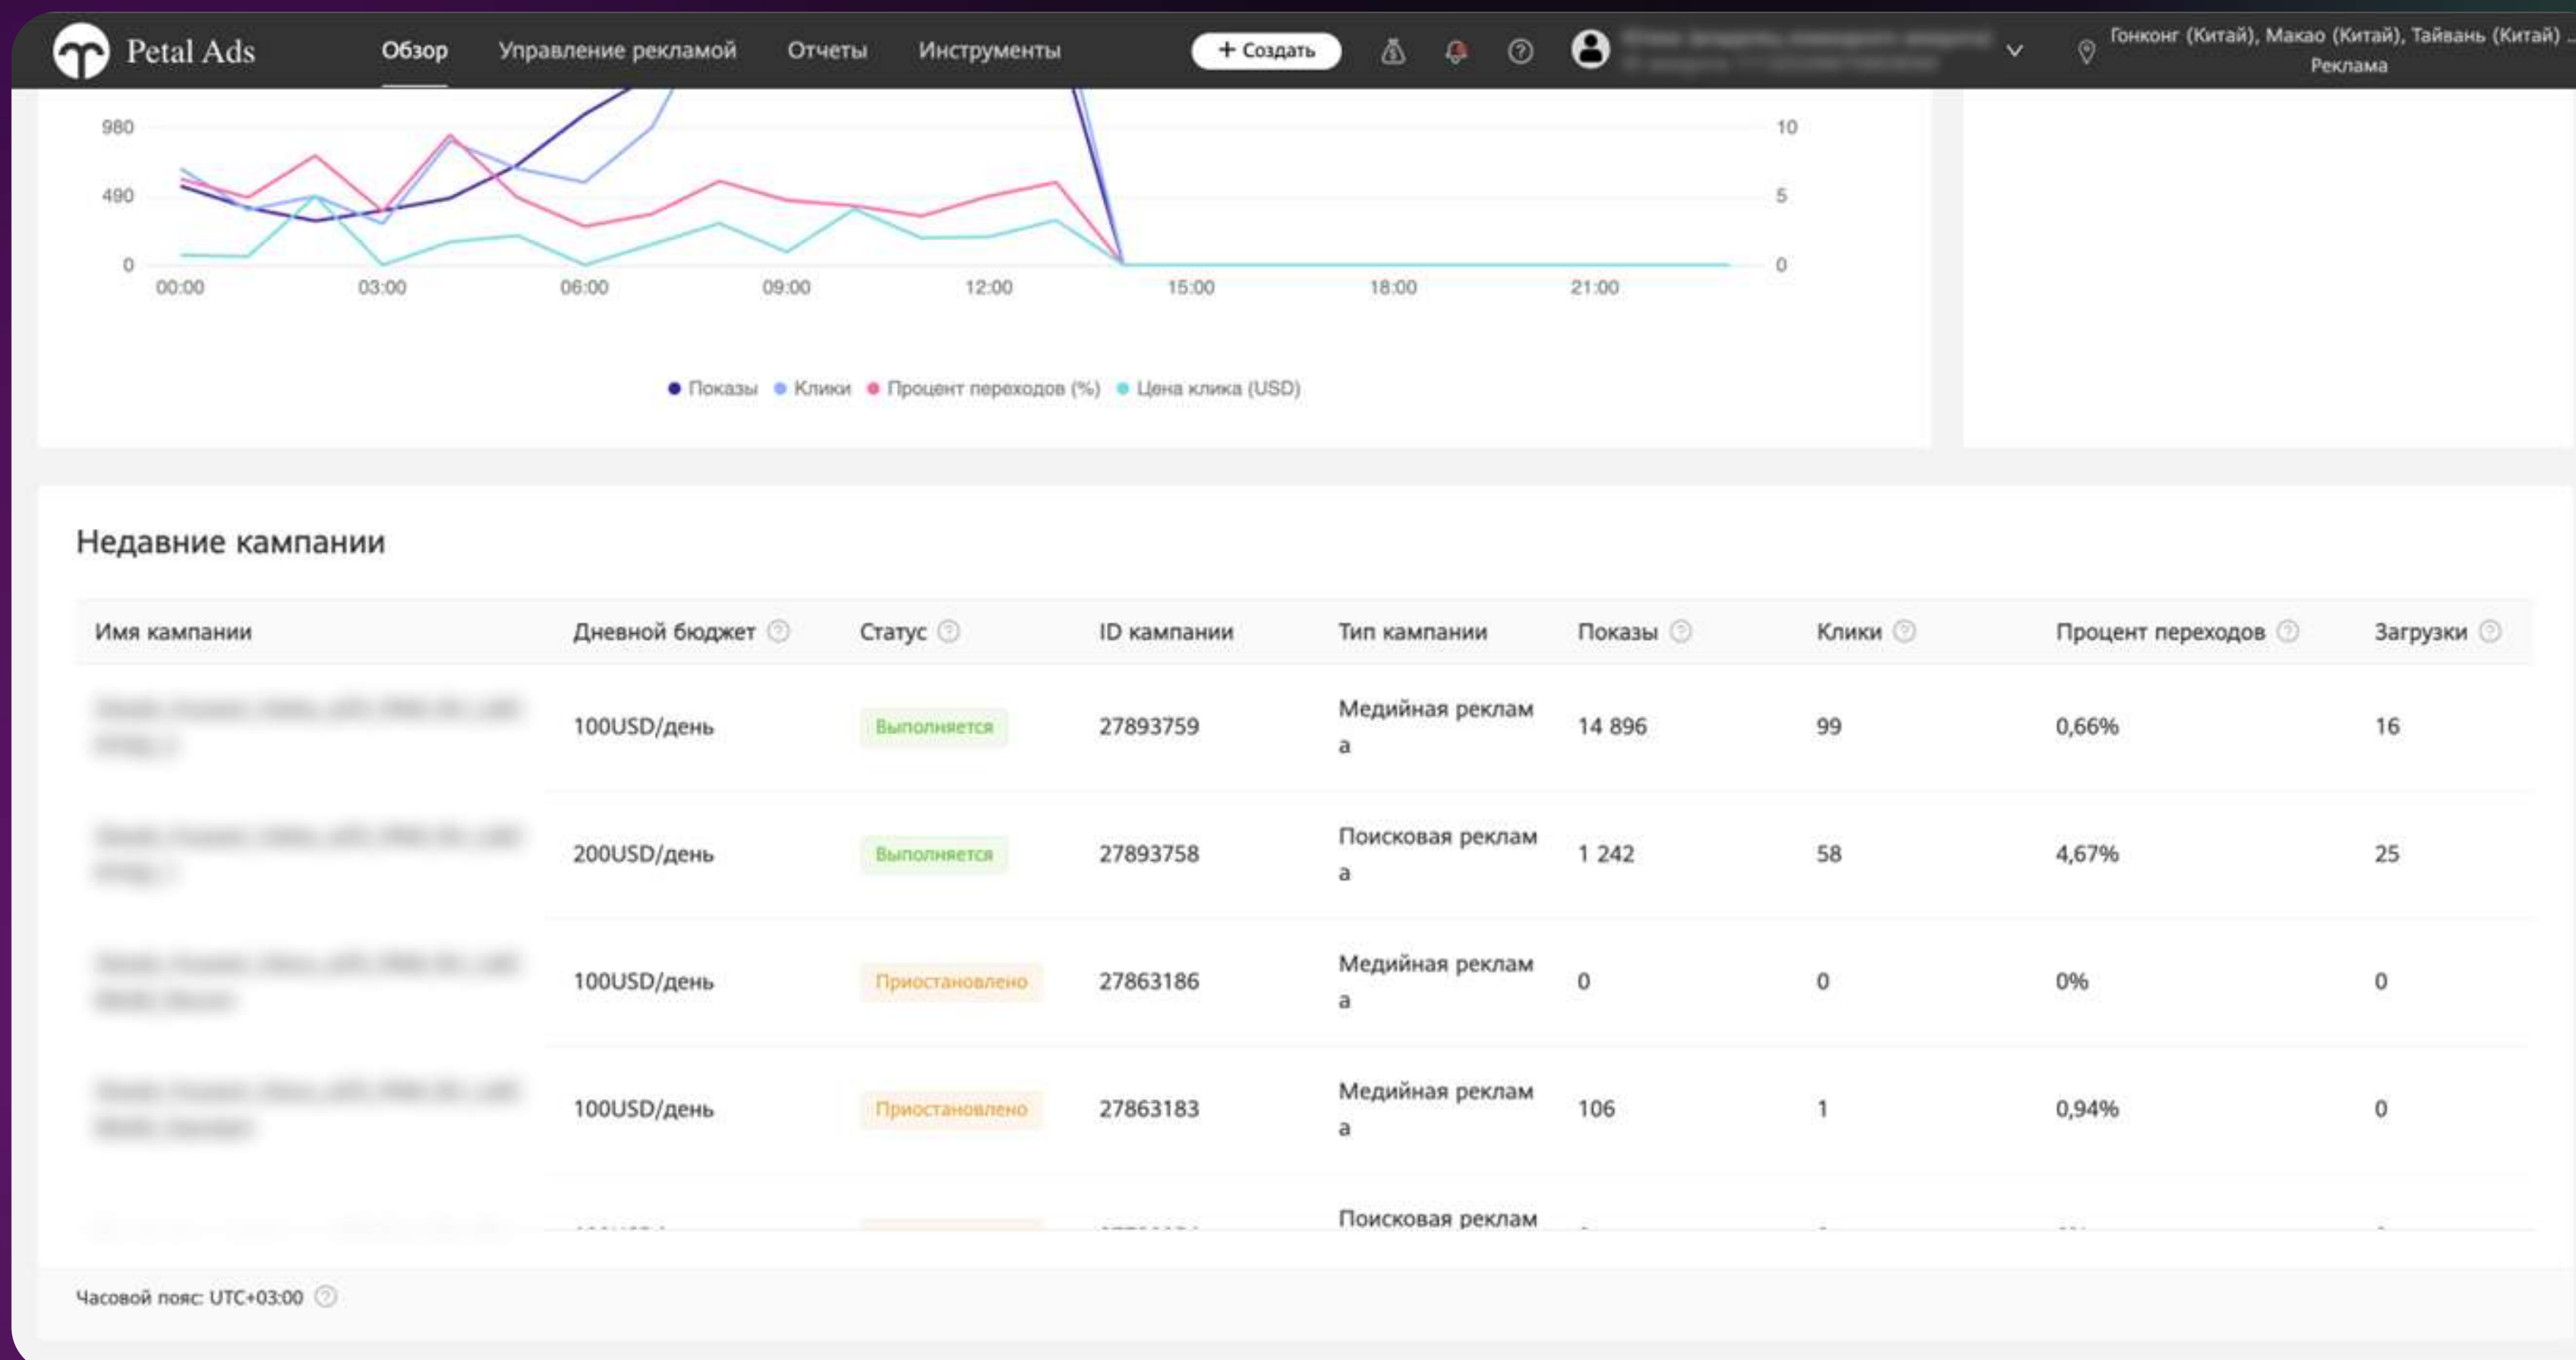 Petal Ads
Обзор
Управление рекламой
Отчеты
Инструменты
+ Создать
Гонконг (Китай), Макао (Китай), Тайвань (Китай) ...
Реклама
980 10
490 5
0 0
00:00 03:00 06:00 09:00 12:00 15:00 18:00 21:00
Показы Клики Процент переходов (%) Цена клика (USD)
Недавние кампании
Имя кампании Дневной бюджет Статус ID кампании Тип кампании Показы Клики Процент переходов Загрузки
100USD/день Выполняется 27893759 Медийная реклам
а 14 896 99 0,66% 16
200USD/день Выполняется 27893758 Поисковая реклам
а 1 242 58 4,67% 25
100USD/день Приостановлено 27863186 Медийная реклам
а 0 0 0% 0
100USD/день Приостановлено 27863183 Медийная реклам
а 106 1 0,94% 0
Поисковая реклам
Часовой пояс: UTC+03:00